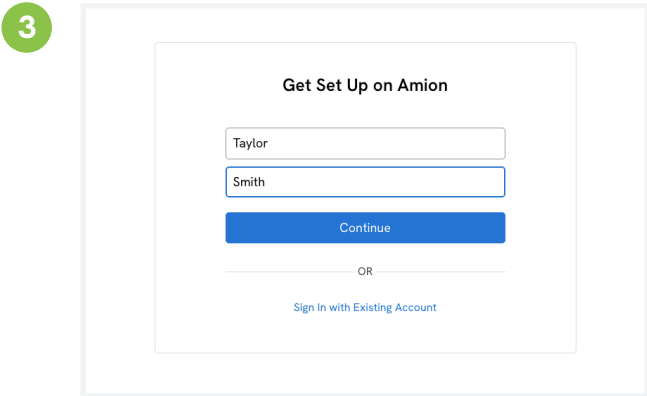 3
Get Set Up on Amion
Taylor
Smith
Continue
OR
Sign In with Existing Account